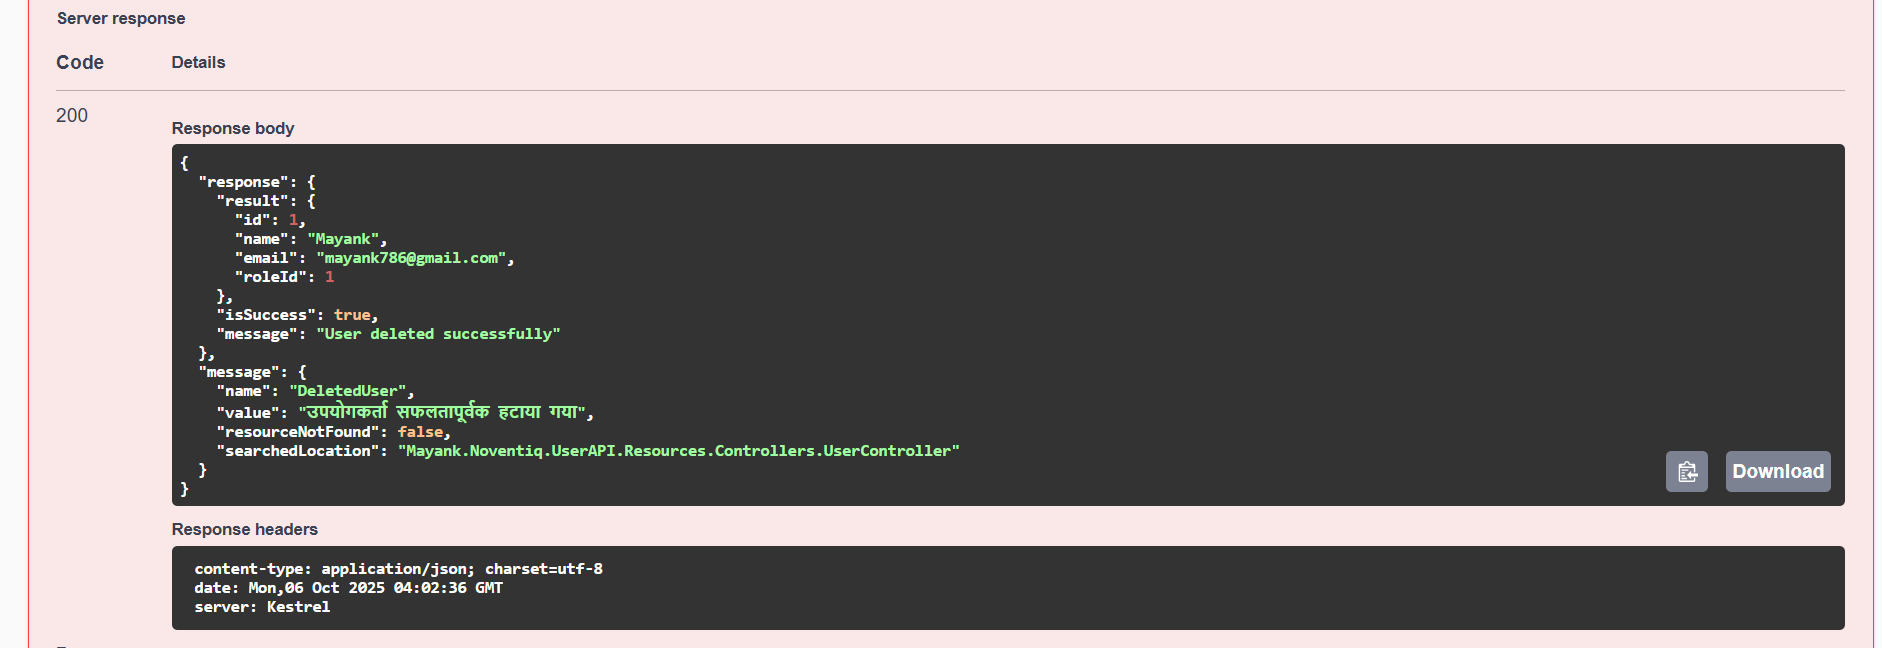 Server response
Code Details
200
Response body
{
"response": {
"result": {
"id": 1,
"name": "Mayank",
"email": "mayank786@gmail.com",
"roleId": 1
},
"isSuccess": true,
"message": "User deleted successfully"
},
"message": {
"name": "DeletedUser",
"value": "उपयोगकर्ता सफलतापूर्वक हटाया गया",
"resourceNotFound": false,
"searchedLocation": "Mayank.Noventiq.UserAPI.Resources.Controllers.UserController"
}
}
Download
Response headers
content-type: application/json; charset=utf-8
date: Mon,06 Oct 2025 04:02:36 GMT
server: Kestrel